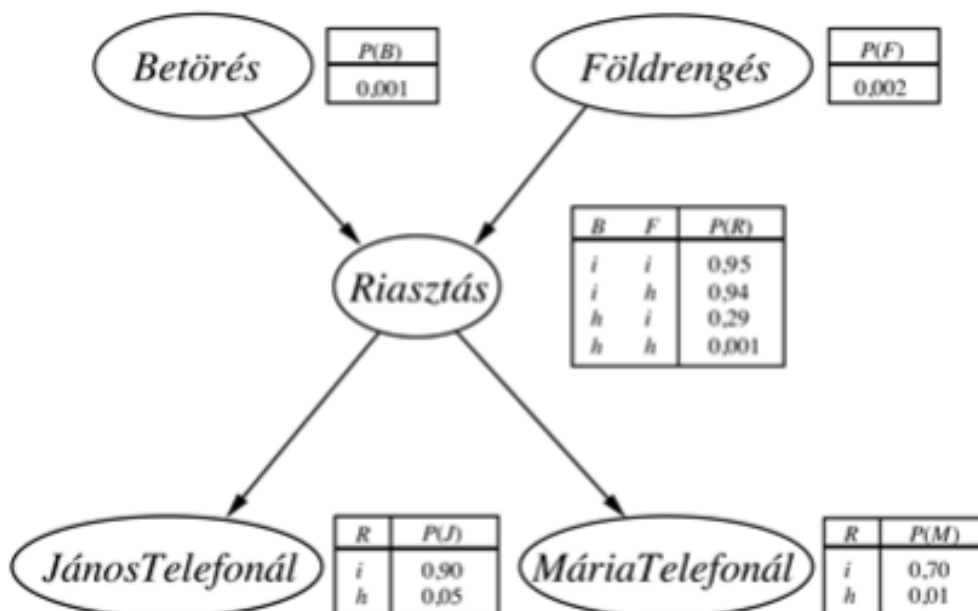 Betörés
P(B)
0,001
Földrengés
P(F)
0,002
B F P(R)
i i 0,95
i h 0,94
h i 0,29
h h 0,001
Riasztás
JánosTelefonál
R P(J)
i 0,90
h 0,05
MáriaTelefonál
R P(M)
i 0,70
h 0,01